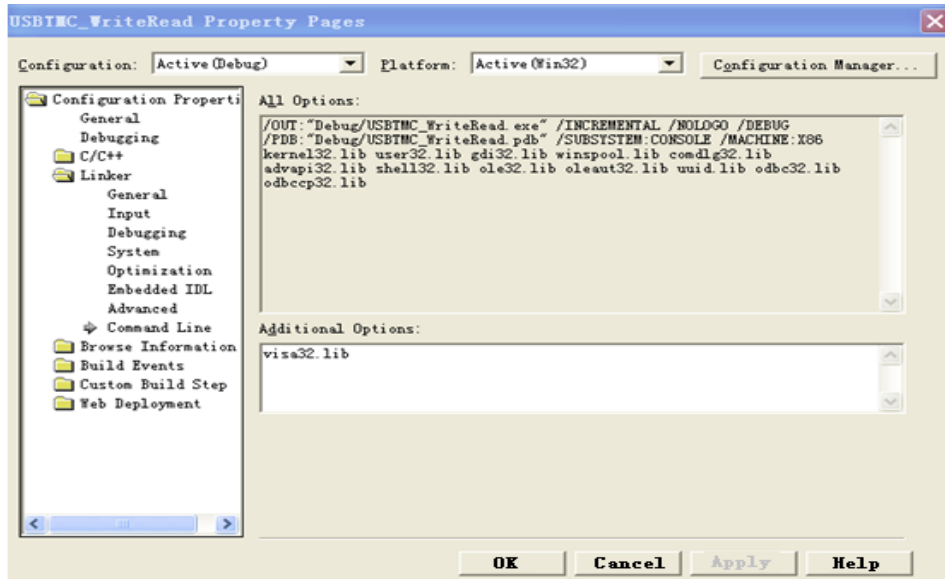 USBTMC_WriteRead Property Pages
Configuration: Active(Debug) Platform: Active(Win32) Configuration Manager...
Configuration Properti
General
Debugging
C/C++
Linker
General
Input
Debugging
System
Optimization
Embedded IDL
Advanced
Command Line
Browse Information
Build Events
Custom Build Step
Web Deployment
All Options:
/OUT:"Debug/USBTMC_WriteRead.exe" /INCREMENTAL /NOLOGO /DEBUG
/PDB:"Debug/USBTMC_WriteRead.pdb" /SUBSYSTEM:CONSOLE /MACHINE:X86
kernel32.lib user32.lib gdi32.lib winspool.lib comdlg32.lib
advapi32.lib shell32.lib ole32.lib oleaut32.lib uuid.lib odbc32.lib
odbccp32.lib
Additional Options:
visa32.lib
OK Cancel Apply Help